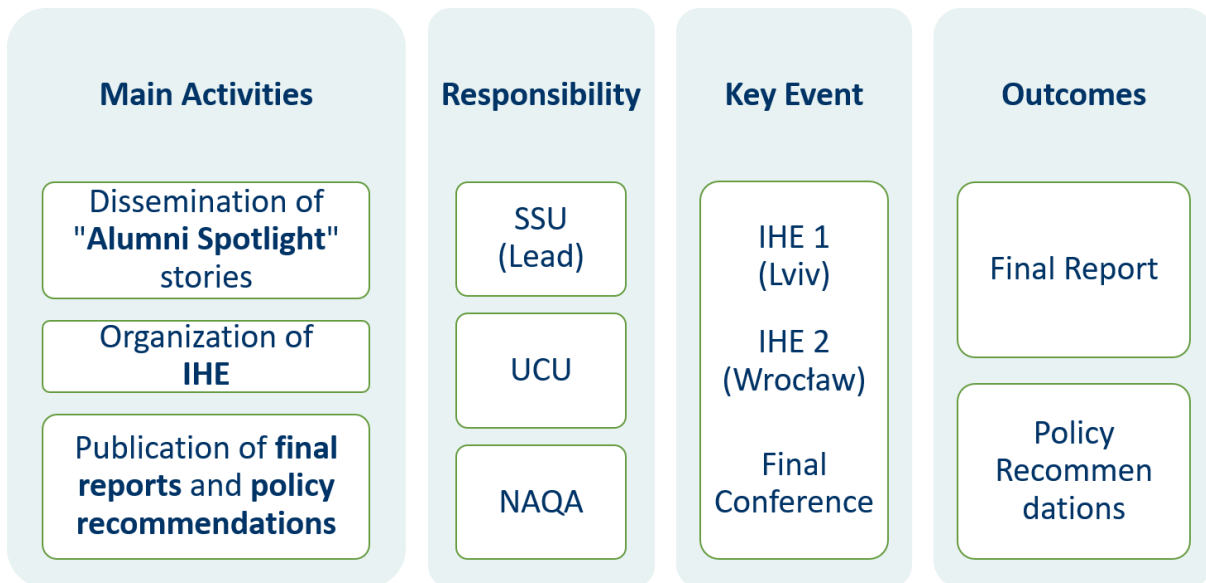 Main Activities
Dissemination of
"Alumni Spotlight"
stories
Organization of
IHE
Publication of final
reports and policy
recommendations
Responsibility
SSU
(Lead)
UCU
NAQA
Key Event
IHE 1
(Lviv)
IHE 2
(Wrocław)
Final
Conference
Outcomes
Final Report
Policy
Recommen
dations